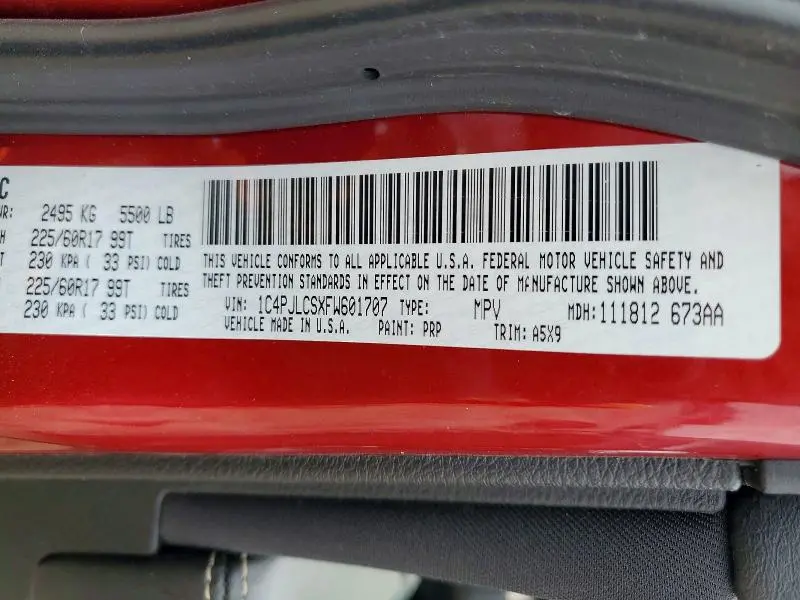 C
VR: 2495 KG 5500 LB
H 225/60R17 99T TIRES
T 230 KPA ( 33 PSI) COLD
225/60R17 99T TIRES
230 KPA ( 33 PSI) COLD
THIS VEHICLE CONFORMS TO ALL APPLICABLE U.S.A. FEDERAL MOTOR VEHICLE SAFETY AND
THEFT PREVENTION STANDARDS IN EFFECT ON THE DATE OF MANUFACTURE SHOWN ABOVE.
VIN: 1C4PJLCSXFW601707 TYPE: MPV MDH: 111812 673AA
VEHICLE MADE IN U.S.A. PAINT: PRP TRIM: A5X9